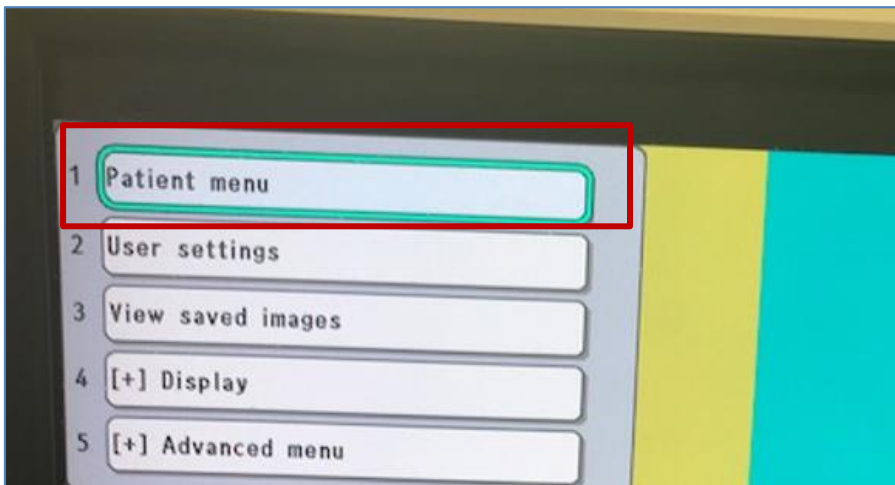 1 Patient menu
2 User settings
3 View saved images
4 [+] Display
5 [+] Advanced menu